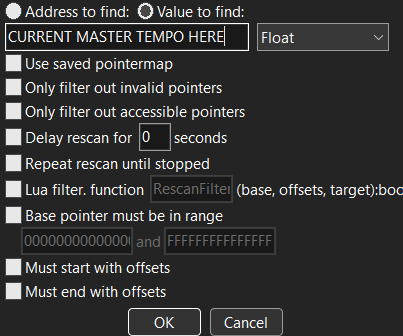 Address to find: Value to find:
CURRENT MASTER TEMPO HERE Float
Use saved pointermap
Only filter out invalid pointers
Only filter out accessible pointers
Delay rescan for 0 seconds
Repeat rescan until stopped
Lua filter. function RescanFilter (base, offsets, target):boo
Base pointer must be in range
0000000000000 and FFFFFFFFFFFFFFF
Must start with offsets
Must end with offsets
OK Cancel